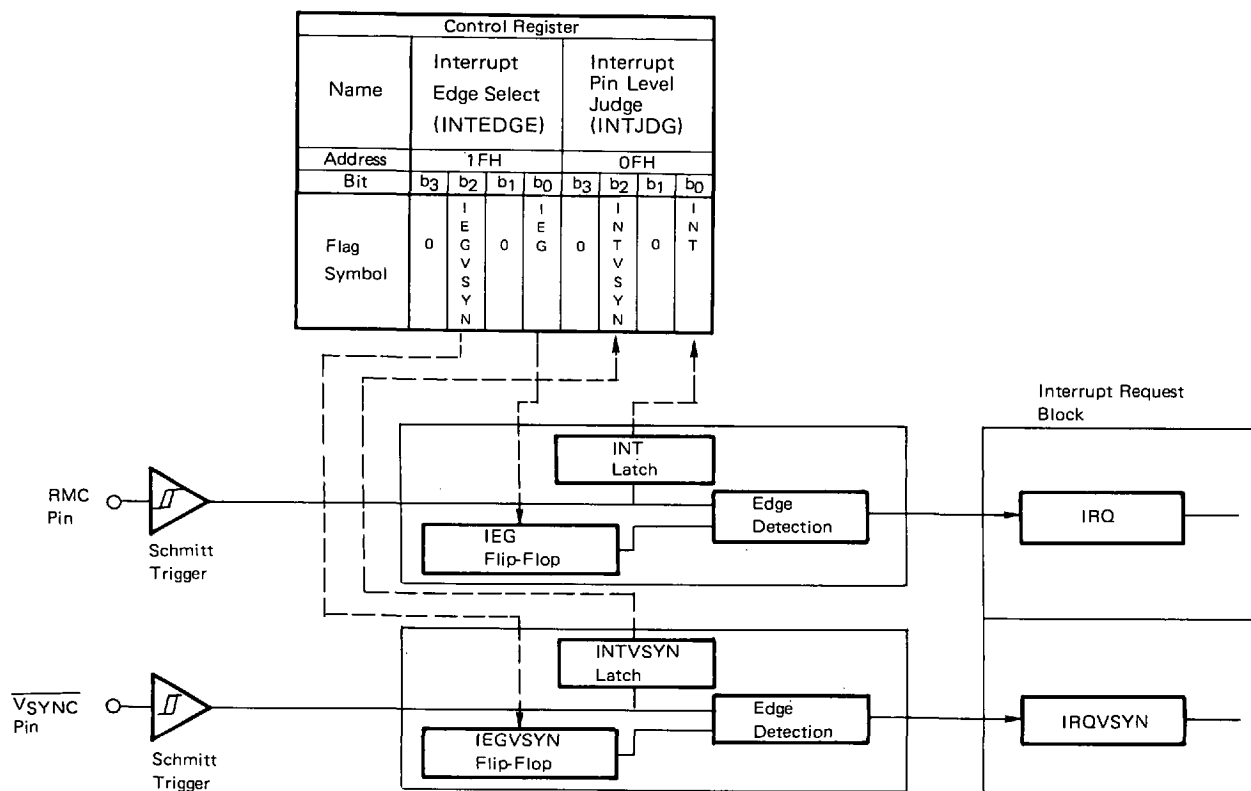 Control Register
Name
Interrupt
Edge Select
(INTEDGE)
Interrupt
Pin Level
Judge
(INTJDG)
Address
1FH
0FH
Bit
b3
b2
b1
b0
b3
b2
b1
b0
Flag
Symbol
0
IEGVSYN
0
IEG
0
INTVSYN
0
INT
Interrupt Request
Block
INT
Latch
RMC
Pin
Schmitt
Trigger
IEG
Flip-Flop
Edge
Detection
IRQ
INTVSYN
Latch
VSYNC
Pin
Schmitt
Trigger
IEGVSYN
Flip-Flop
Edge
Detection
IRQVSYN